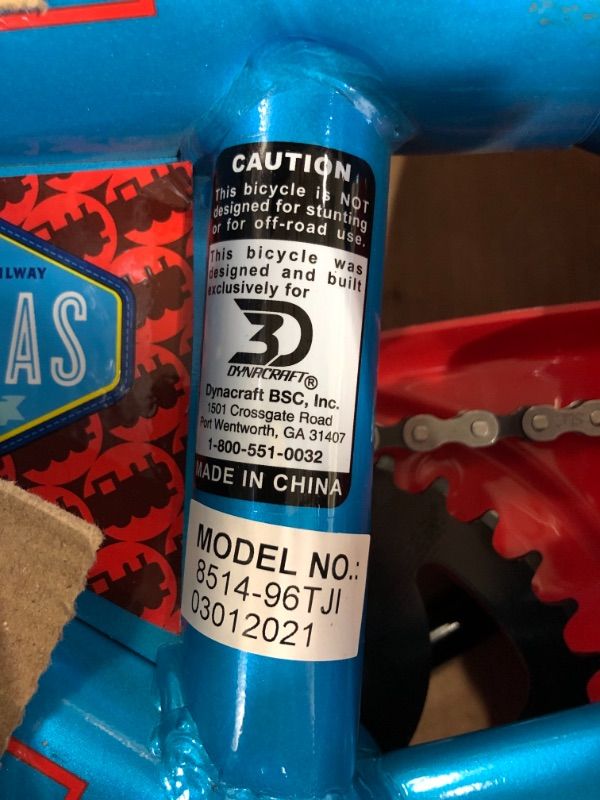 CAUTION
This bicycle is NOT
designed for stunting
or for off-road use.
This bicycle was
designed and built
exclusively for
DYNACRAFT®
Dynacraft BSC, Inc.
1501 Crossgate Road
Port Wentworth, GA 31407
1-800-551-0032
MADE IN CHINA
MODEL NO.:
8514-96TJI
03012021
ILWAY
AS